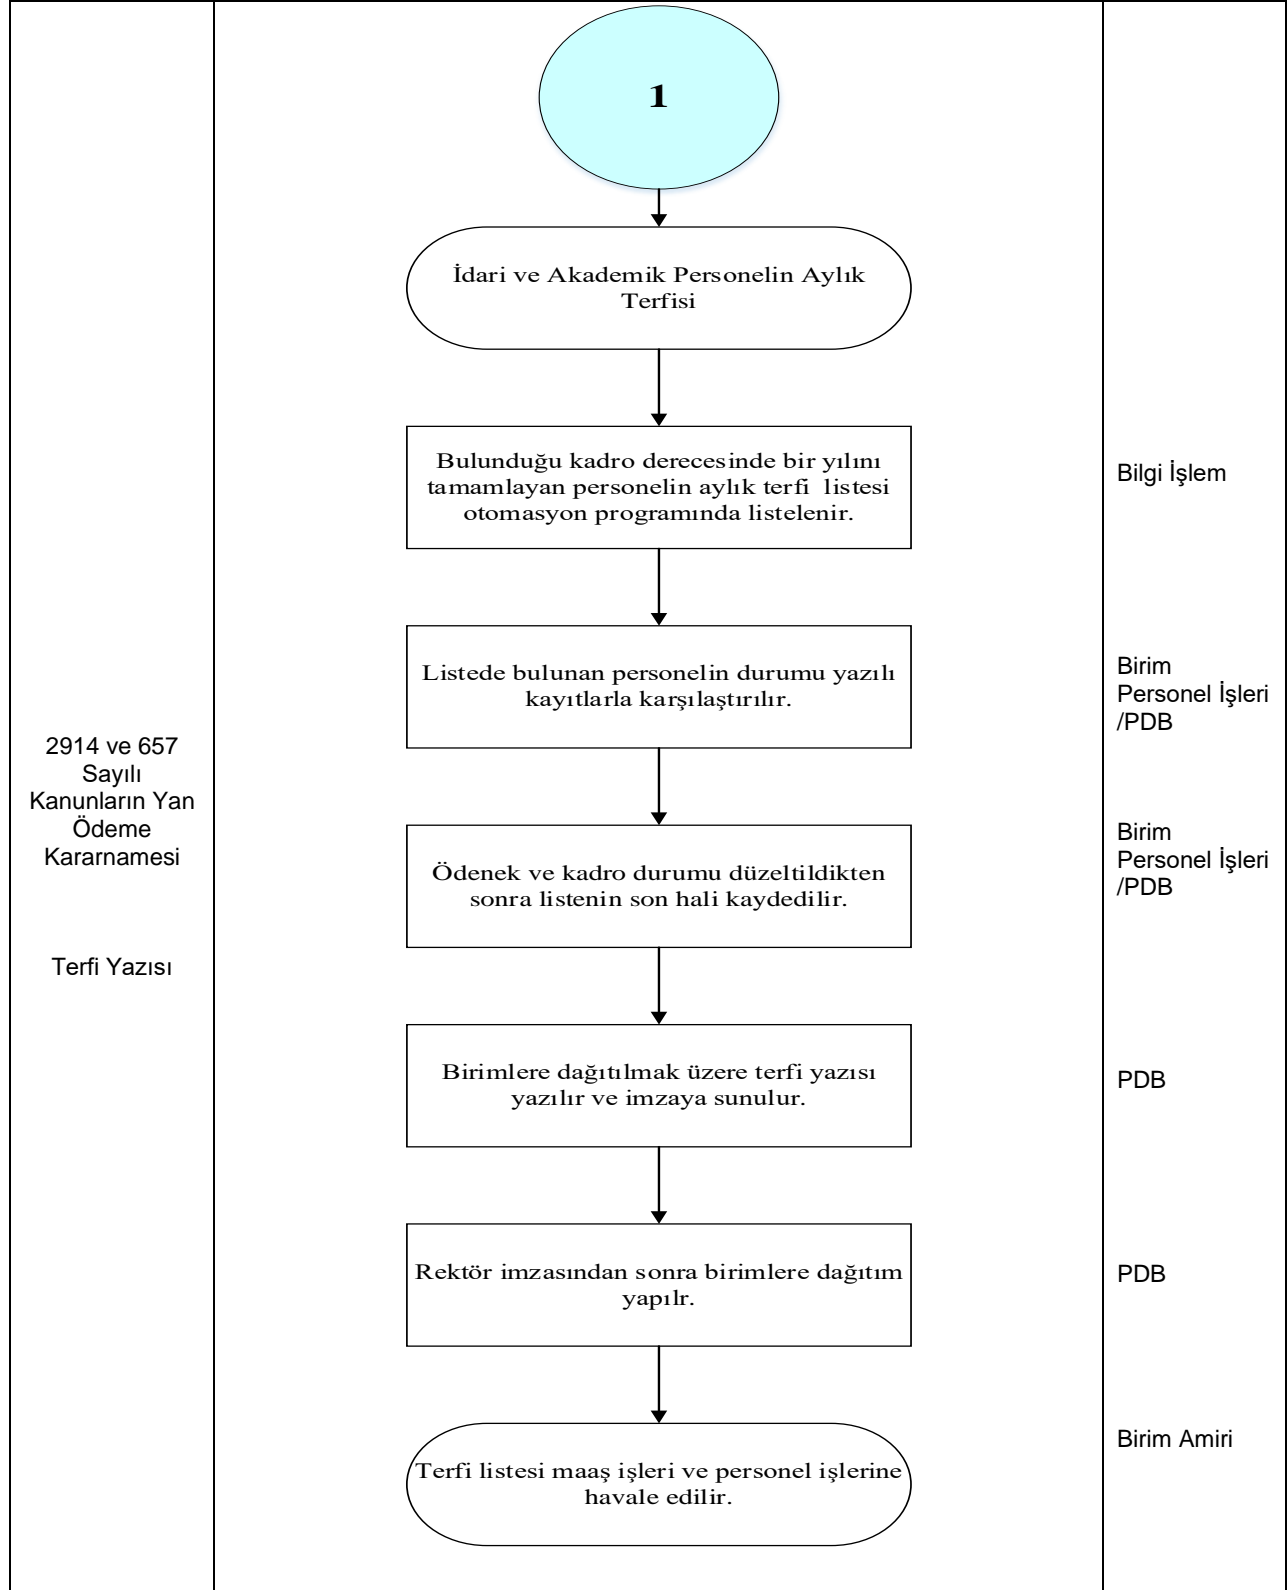 1
İdari ve Akademik Personelin Aylık
Terfisi
Bulunduğu kadro derecesinde bir yılını
tamamlayan personelin aylık terfi  listesi
otomasyon programında listelenir.
Bilgi İşlem
Listede bulunan personelin durumu yazılı
kayıtlarla karşılaştırılır.
Birim
Personel İşleri
/PDB
2914 ve 657
Sayılı
Kanunların Yan
Ödeme
Kararnamesi
Terfi Yazısı
Ödenek ve kadro durumu düzeltildikten
sonra listenin son hali kaydedilir.
Birim
Personel İşleri
/PDB
Birimlere dağıtılmak üzere terfi yazısı
yazılır ve imzaya sunulur.
PDB
Rektör imzasından sonra birimlere dağıtım
yapılr.
PDB
Terfi listesi maaş işleri ve personel işlerine
havale edilir.
Birim Amiri